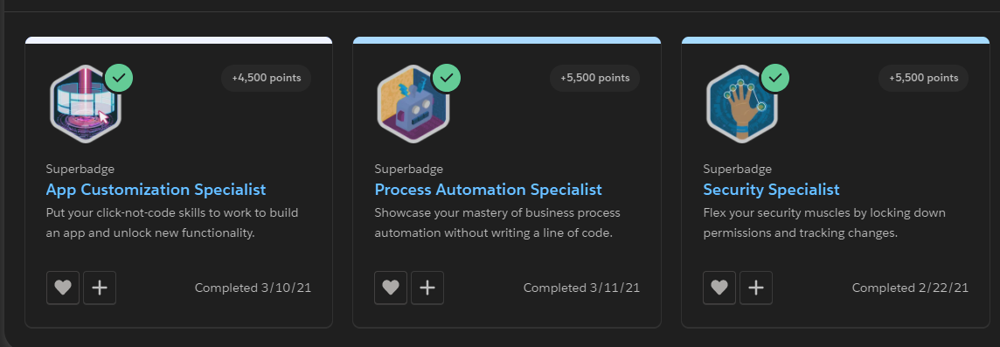 +4,500 points
Superbadge
App Customization Specialist
Put your click-not-code skills to work to build
an app and unlock new functionality.
Completed 3/10/21
+5,500 points
Superbadge
Process Automation Specialist
Showcase your mastery of business process
automation without writing a line of code.
Completed 3/11/21
+5,500 points
Superbadge
Security Specialist
Flex your security muscles by locking down
permissions and tracking changes.
Completed 2/22/21